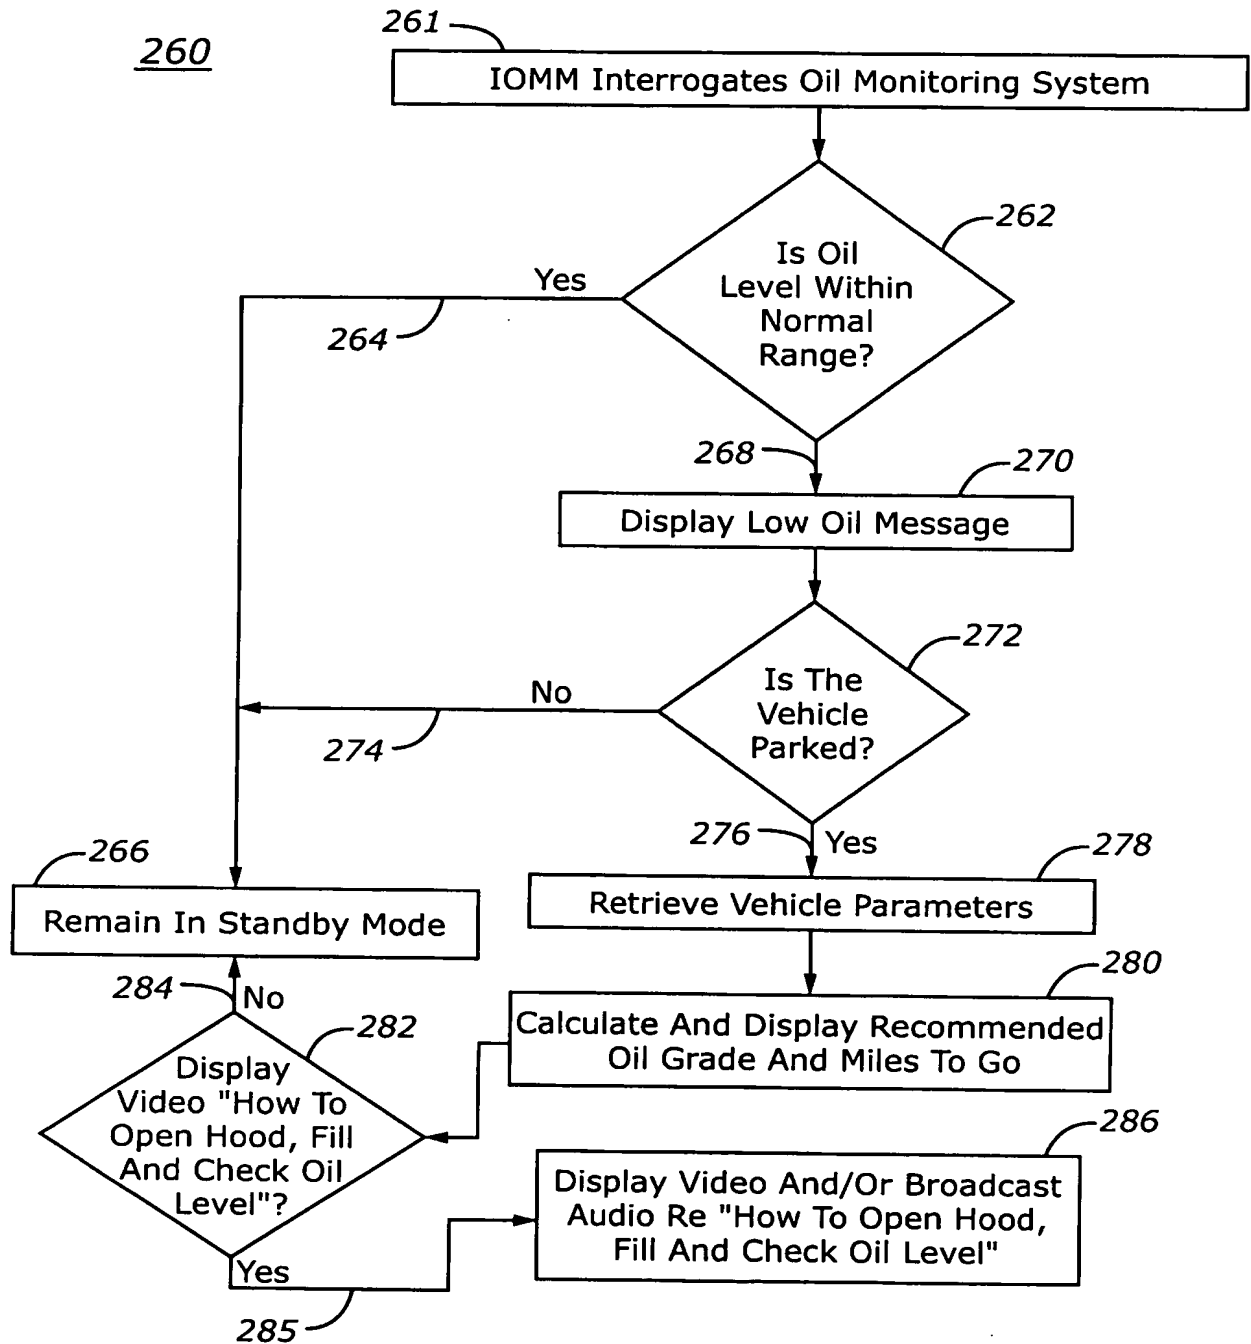 260
261
IOMM Interrogates Oil Monitoring System
262
Is Oil
Level Within
Normal
Range?
Yes
264
268
270
Display Low Oil Message
272
Is The
Vehicle
Parked?
No
274
276
Yes
278
Retrieve Vehicle Parameters
266
Remain In Standby Mode
280
Calculate And Display Recommended
Oil Grade And Miles To Go
284
No
282
Display
Video "How To
Open Hood, Fill
And Check Oil
Level"?
Yes
285
286
Display Video And/Or Broadcast
Audio Re "How To Open Hood,
Fill And Check Oil Level"